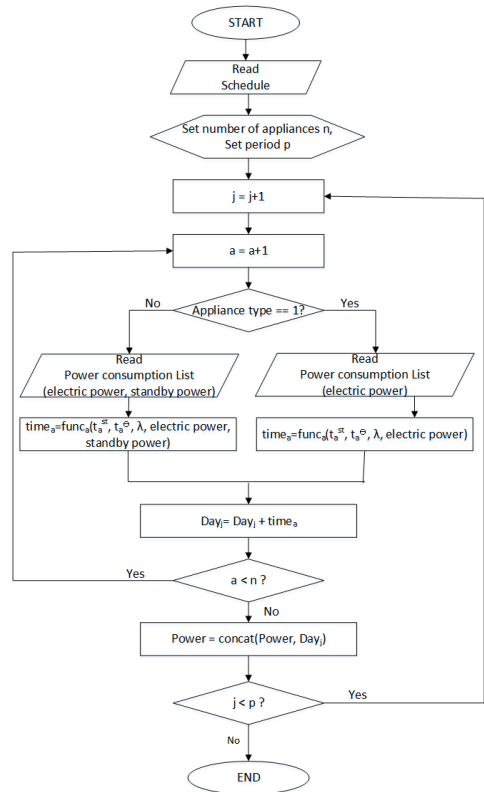 START
Read
Schedule
Set number of appliances n,
Set period p
j = j+1
a = a+1
No
Appliance type == 1?
Yes
Read
Power consumption List
(electric power, standby power)
Read
Power consumption List
(electric power)
timeₐ=funcₐ(tₐˢᵗ, tₐᶱ, λ, electric power,
standby power)
timeₐ=funcₐ(tₐˢᵗ, tₐᶱ, λ, electric power)
Dayⱼ= Dayⱼ + timeₐ
Yes
a < n ?
No
Power = concat(Power, Dayⱼ)
j < p ?
Yes
No
END